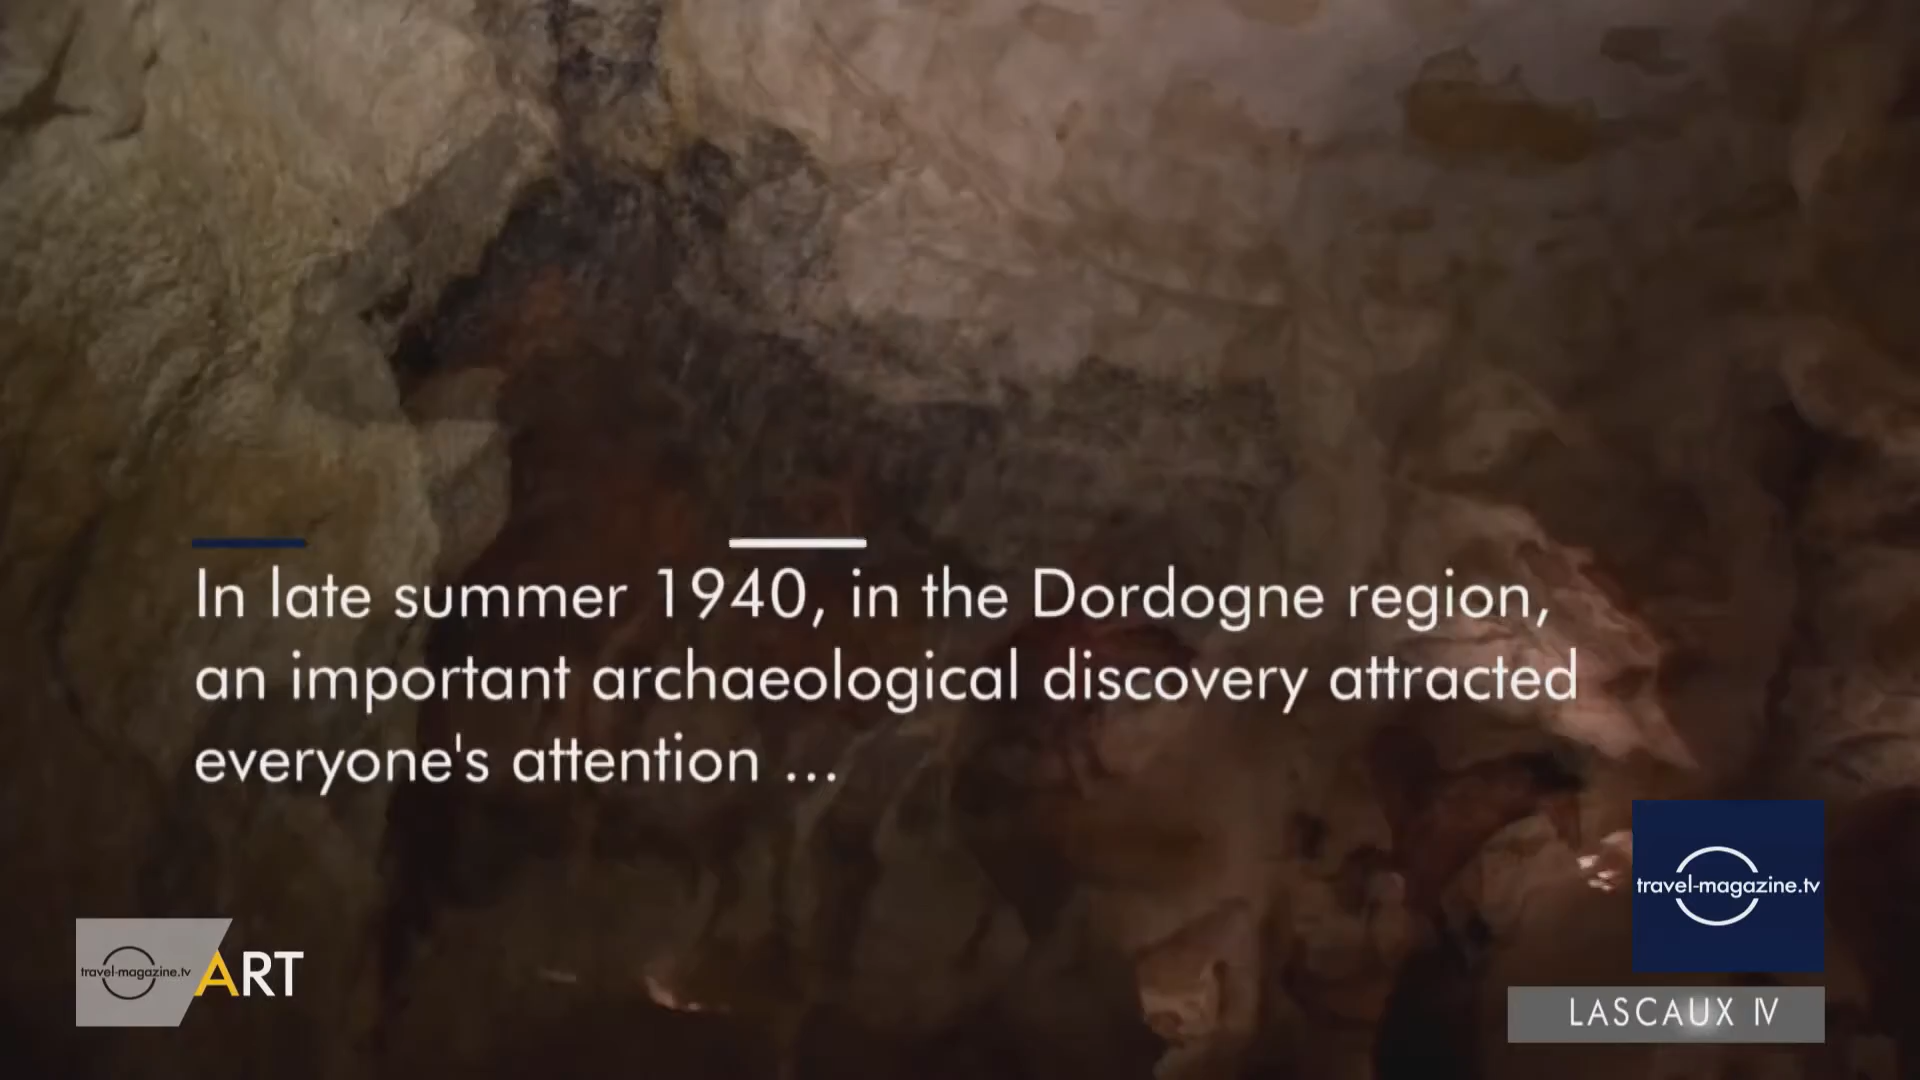 In late summer 1940, in the Dordogne region,
an important archaeological discovery attracted
everyone's attention ...
travel-magazine.tv
travel-magazine.tv ART
LASCAUX IV